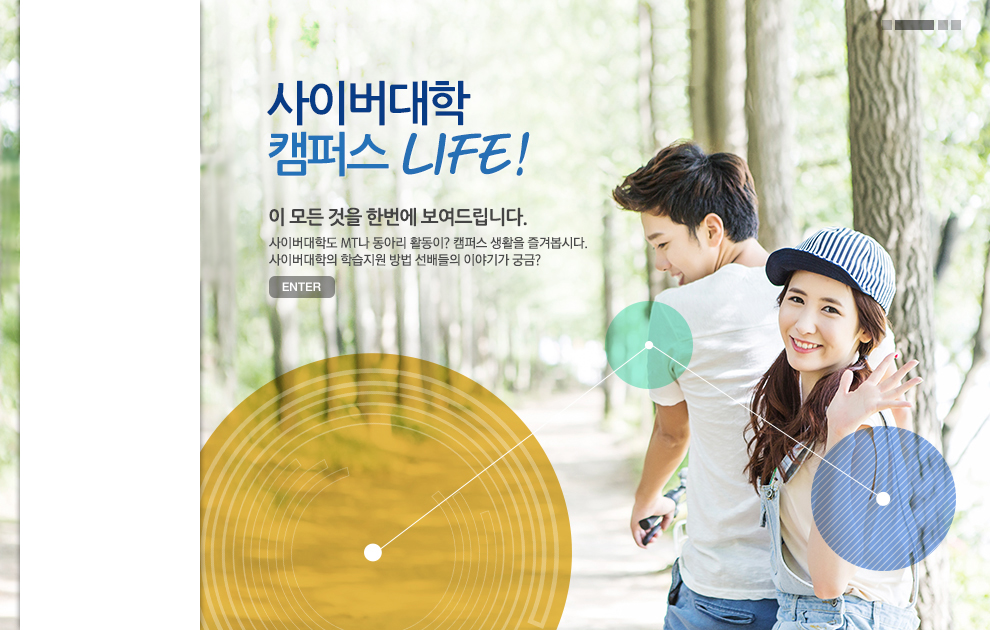 사이버대학
캠퍼스 LIFE!
이 모든 것을 한번에 보여드립니다.
사이버대학도 MT나 동아리 활동이? 캠퍼스 생활을 즐겨봅시다.
사이버대학의 학습지원 방법 선배들의 이야기가 궁금?
ENTER